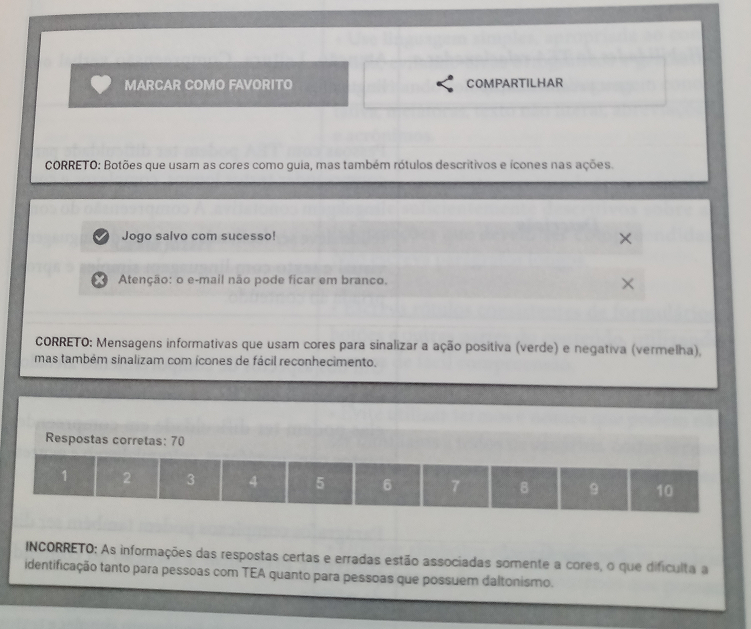 MARCAR COMO FAVORITO
COMPARTILHAR
CORRETO: Botões que usam as cores como guia, mas também rótulos descritivos e ícones nas ações.
Jogo salvo com sucesso!
Atenção: o e-mail não pode ficar em branco.
CORRETO: Mensagens informativas que usam cores para sinalizar a ação positiva (verde) e negativa (vermelha),
mas também sinalizam com ícones de fácil reconhecimento.
Respostas corretas: 70
1 2 3 4 5 6 7 8 9 10
INCORRETO: As informações das respostas certas e erradas estão associadas somente a cores, o que dificulta a
identificação tanto para pessoas com TEA quanto para pessoas que possuem daltonismo.